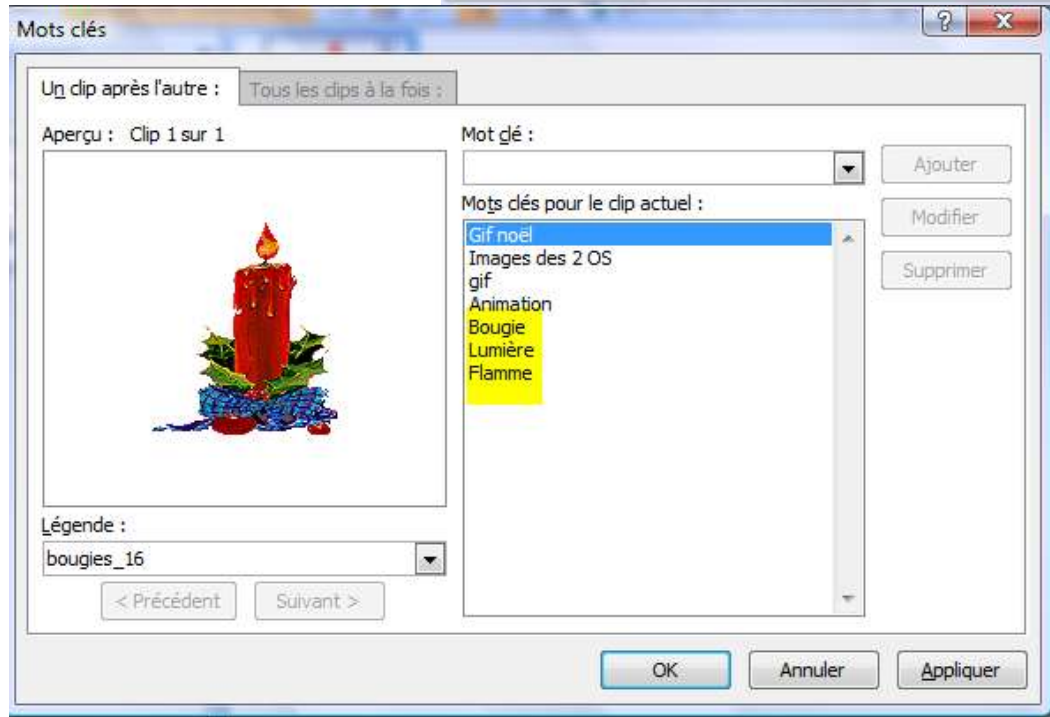 Mots clés
?
X
Un clip après l'autre :
Tous les clips à la fois :
Aperçu : Clip 1 sur 1
Mot clé :
Ajouter
Mots clés pour le clip actuel :
Modifier
Gif noël
Images des 2 OS
Supprimer
gif
Animation
Bougie
Lumière
Flamme
Légende :
bougies_16
< Précédent
Suivant >
OK
Annuler
Appliquer